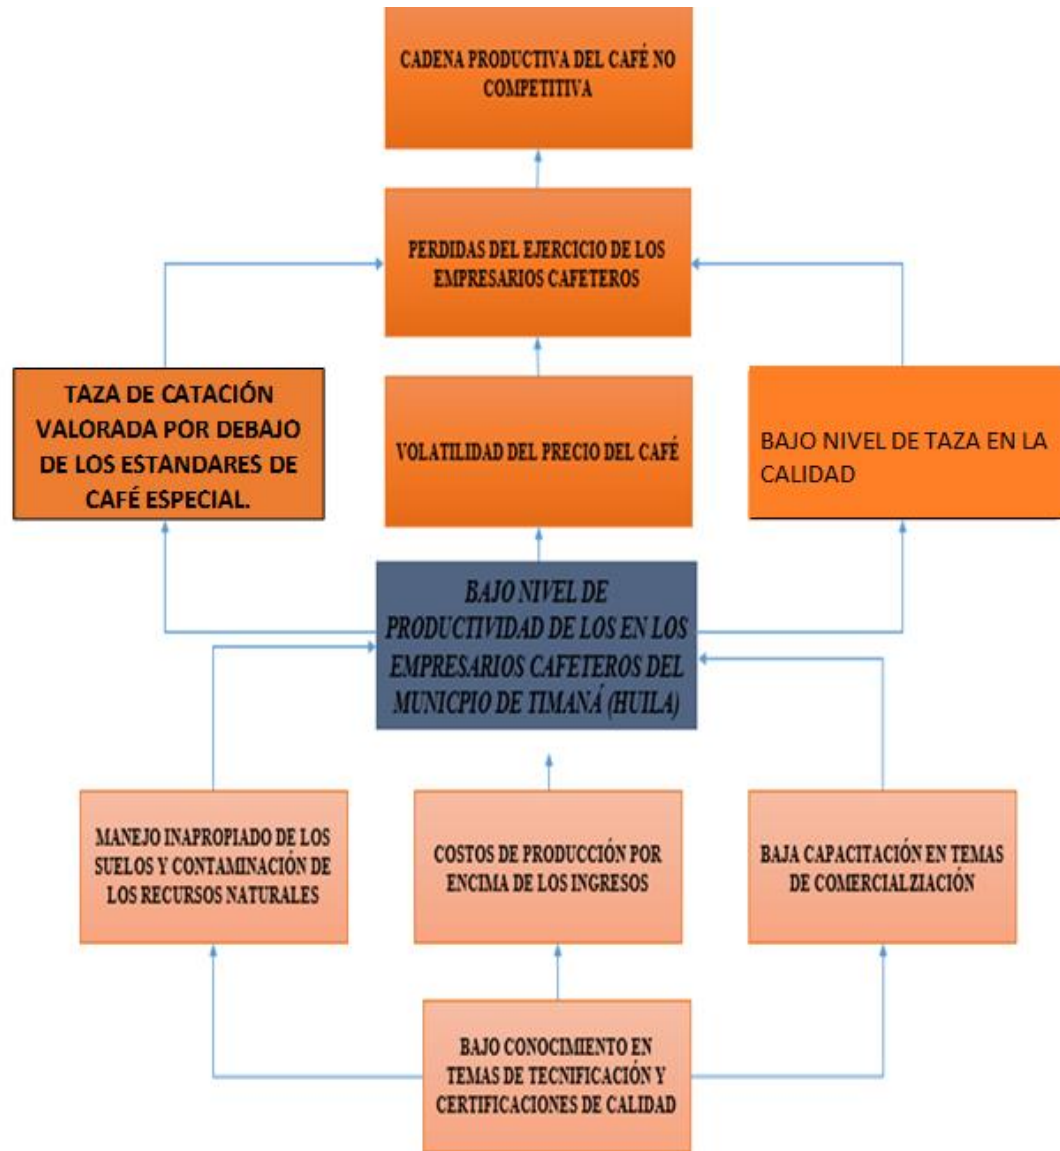 CADENA PRODUCTIVA DEL CAFÉ NO
COMPETITIVA
PERDIDAS DEL EJERCICIO DE LOS
EMPRESARIOS CAFETEROS
TAZA DE CATACIÓN
VALORADA POR DEBAJO
DE LOS ESTANDARES DE
CAFÉ ESPECIAL.
VOLATILIDAD DEL PRECIO DEL CAFÉ
BAJO NIVEL DE TAZA EN LA
CALIDAD
BAJO NIVEL DE
PRODUCTIVIDAD DE LOS EN LOS
EMPRESARIOS CAFETEROS DEL
MUNICPIO DE TIMANÁ (HUILA)
MANEJO INAPROPIADO DE LOS
SUELOS Y CONTAMINACIÓN DE
LOS RECURSOS NATURALES
COSTOS DE PRODUCCIÓN POR
ENCIMA DE LOS INGRESOS
BAJA CAPACITACIÓN EN TEMAS
DE COMERCIALZIACIÓN
BAJO CONOCIMIENTO EN
TEMAS DE TECNIFICACIÓN Y
CERTIFICACIONES DE CALIDAD